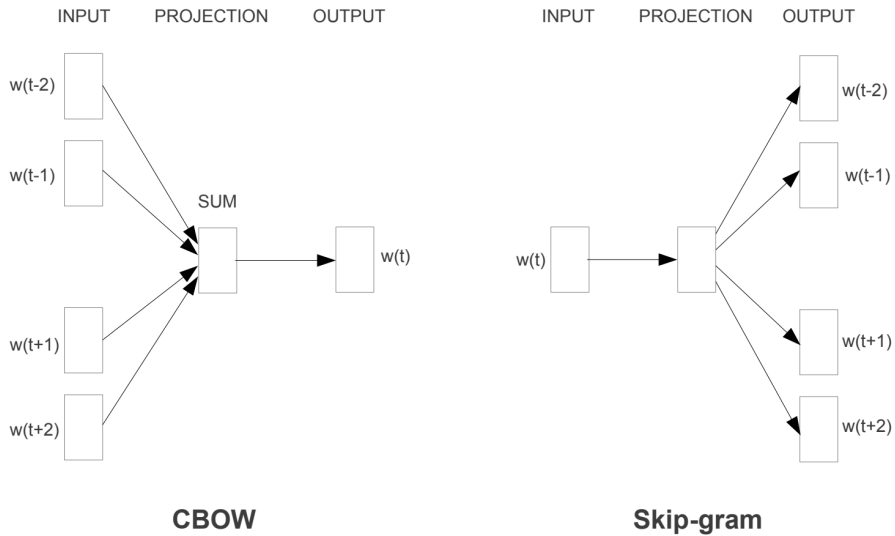 INPUT PROJECTION OUTPUT
w(t-2)
w(t-1)
SUM
w(t)
w(t+1)
w(t+2)
CBOW
INPUT PROJECTION OUTPUT
w(t-2)
w(t-1)
w(t)
w(t+1)
w(t+2)
Skip-gram